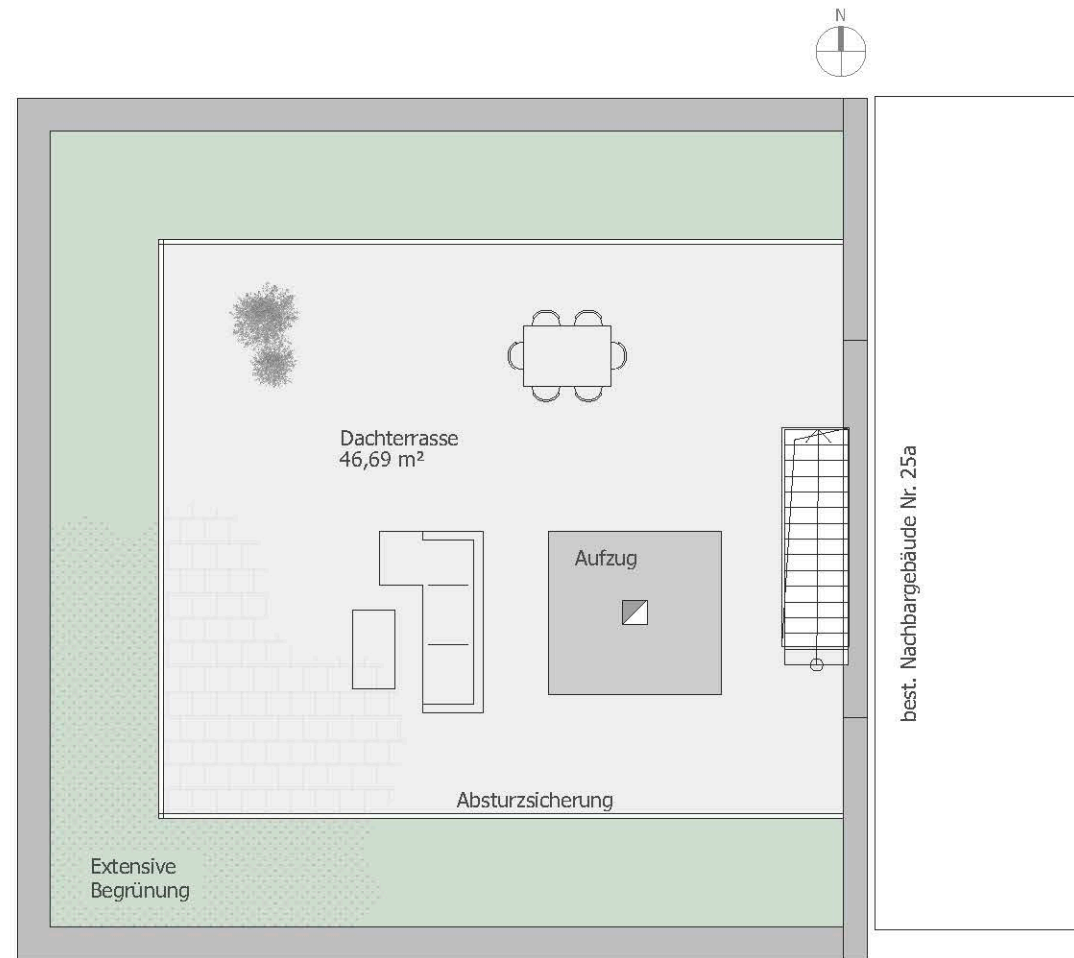 N
Dachterrasse
46,69 m²
Aufzug
best. Nachbargebäude Nr. 25a
Absturzsicherung
Extensive
Begrünung